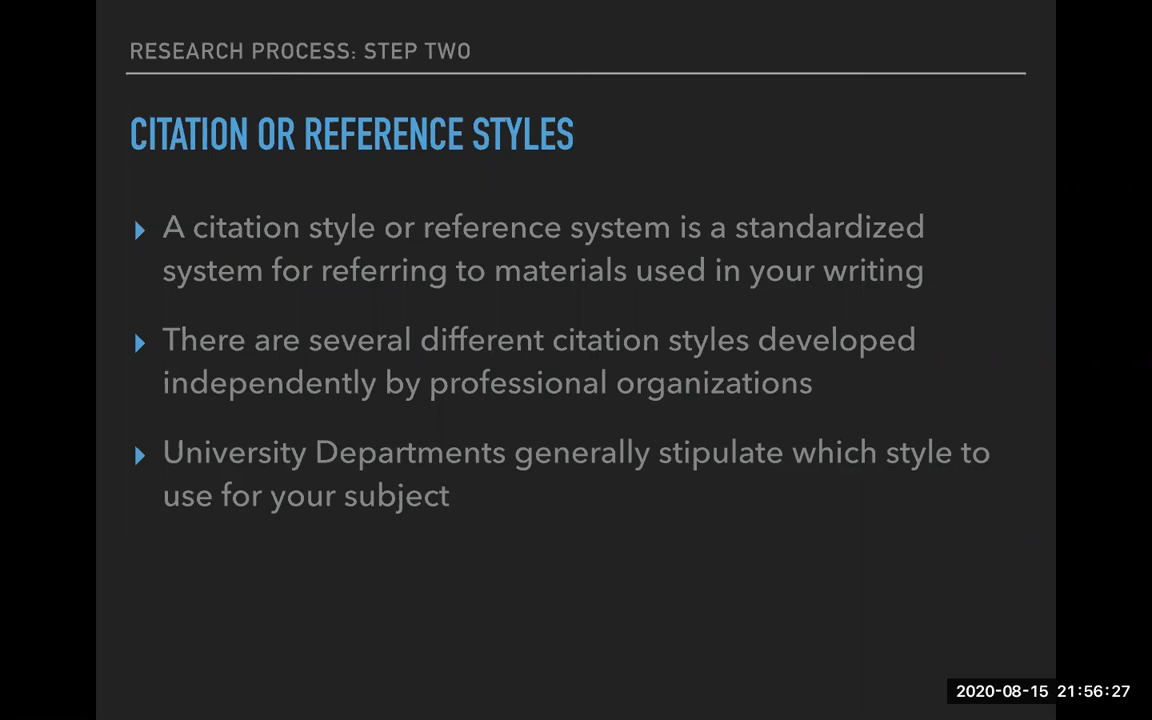 RESEARCH PROCESS: STEP TWO
CITATION OR REFERENCE STYLES
A citation style or reference system is a standardized
system for referring to materials used in your writing
There are several different citation styles developed
independently by professional organizations
University Departments generally stipulate which style to
use for your subject
2020-08-15 21:56:27